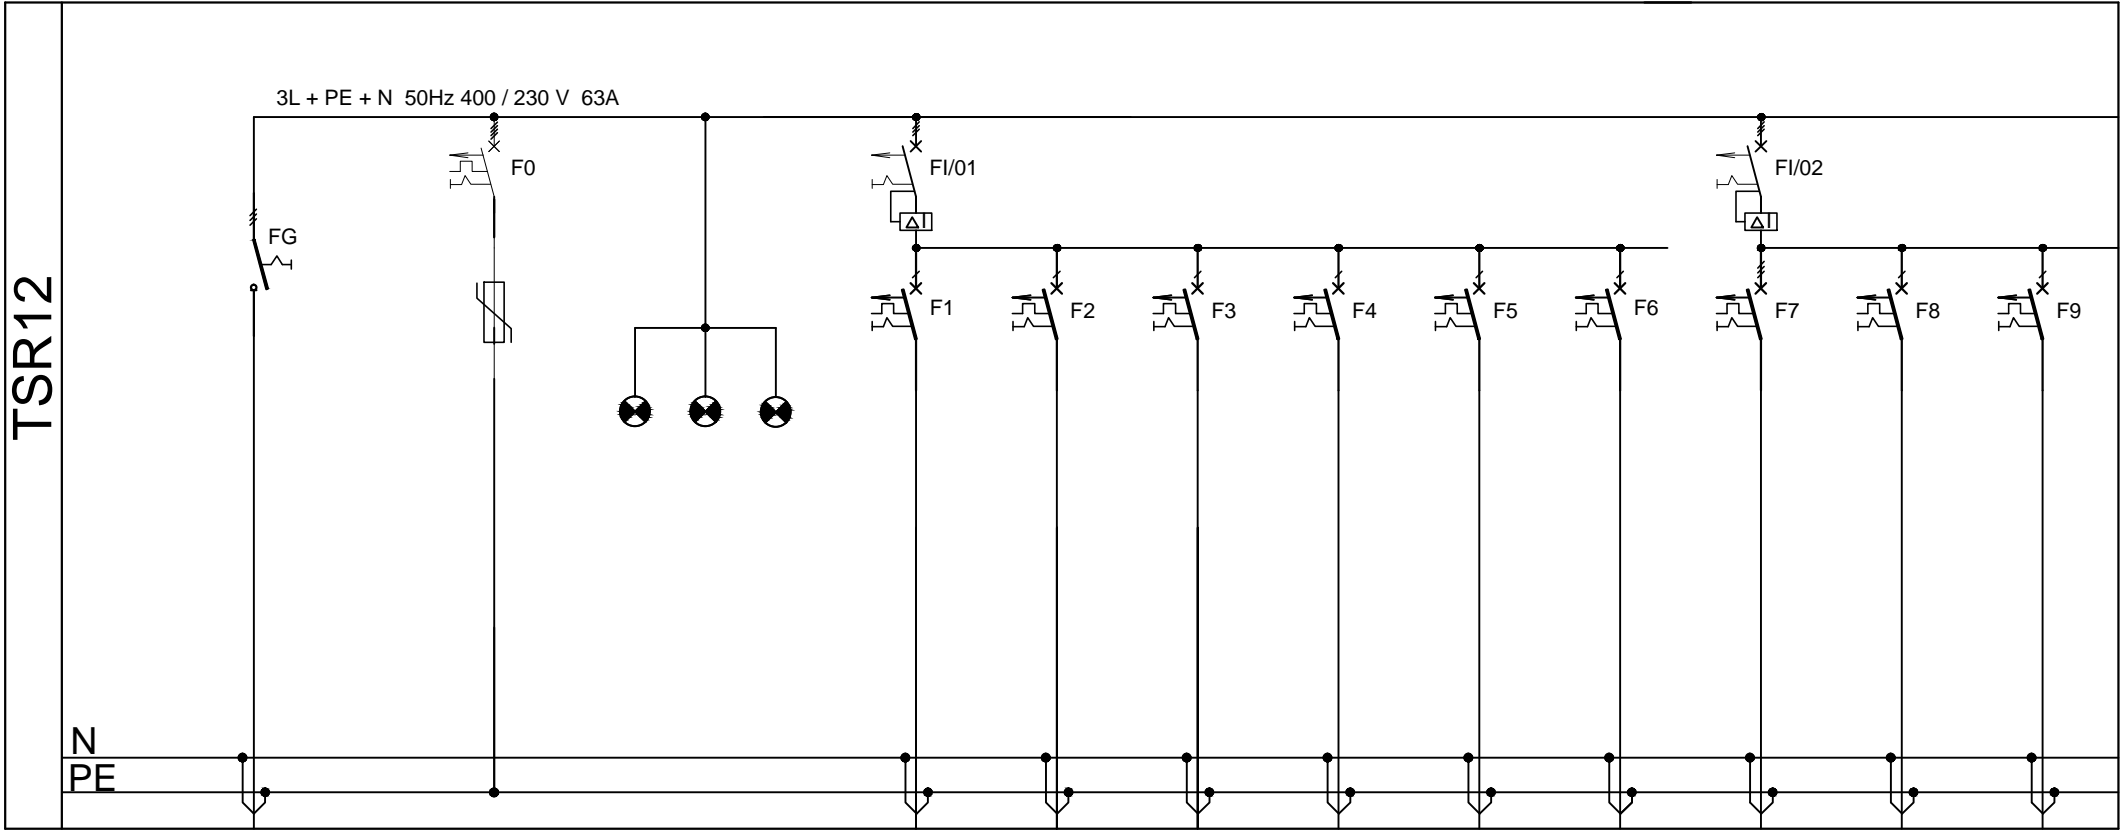 TSR12
3L + PE + N  50Hz 400 / 230 V  63A
F0
FI/01
FI/02
FG
F1
F2
F3
F4
F5
F6
F7
F8
F9
N
PE